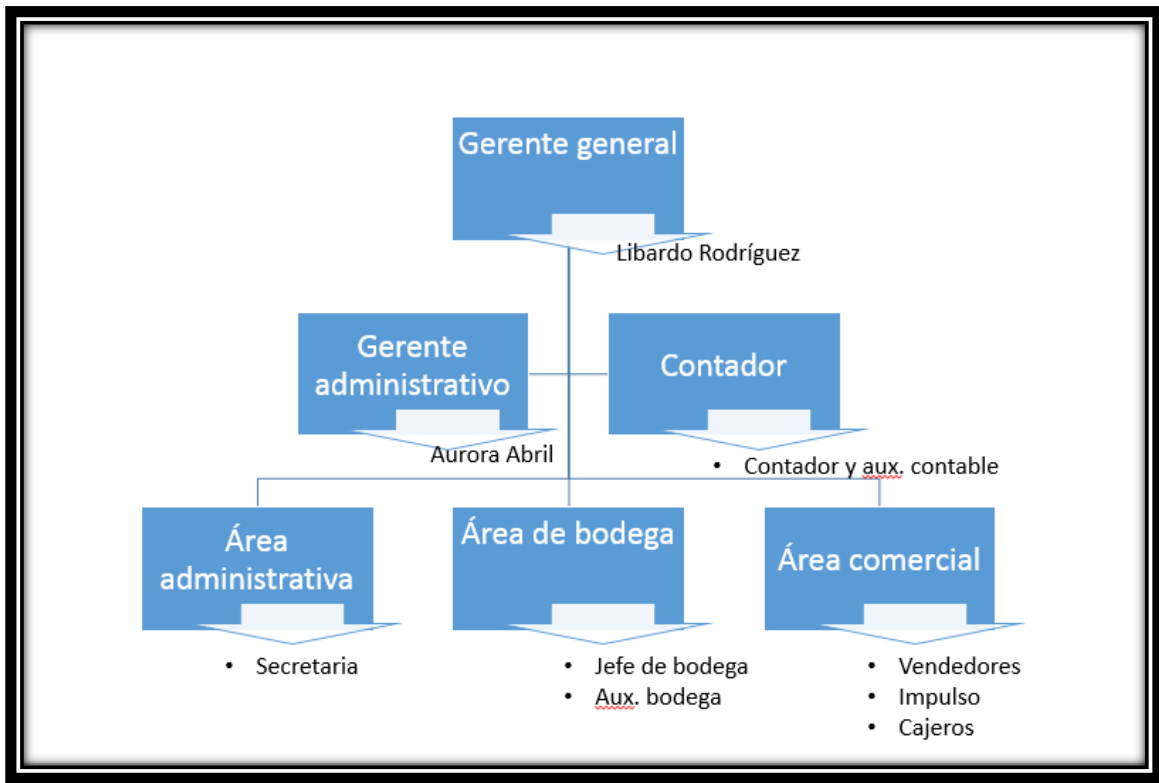 Gerente general
Libardo Rodríguez
Gerente
administrativo
Aurora Abril
Contador
• Contador y aux. contable
Área
administrativa
• Secretaria
Área de bodega
• Jefe de bodega
• Aux. bodega
Área comercial
• Vendedores
• Impulso
• Cajeros